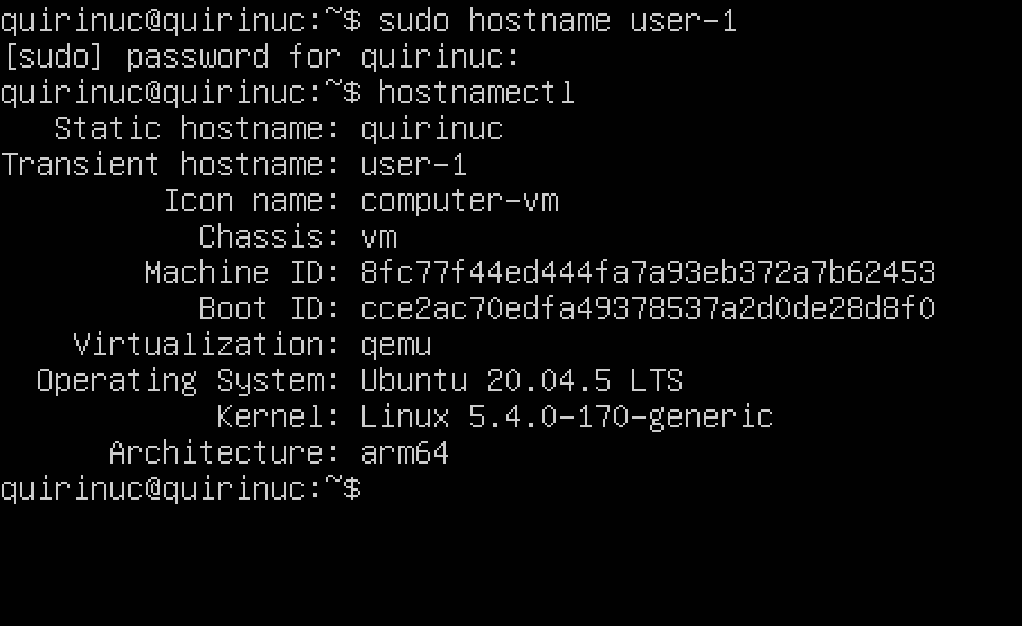 quirinuc@quirinuc:~$ sudo hostname user-1
[sudo] password for quirinuc:
quirinuc@quirinuc:~$ hostnamectl
Static hostname: quirinuc
Transient hostname: user-1
Icon name: computer-vm
Chassis: vm
Machine ID: 8fc77f44ed444fa7a93eb372a7b62453
Boot ID: cce2ac70edfa49378537a2d0de28d8f0
Virtualization: qemu
Operating System: Ubuntu 20.04.5 LTS
Kernel: Linux 5.4.0-170-generic
Architecture: arm64
quirinuc@quirinuc:~$